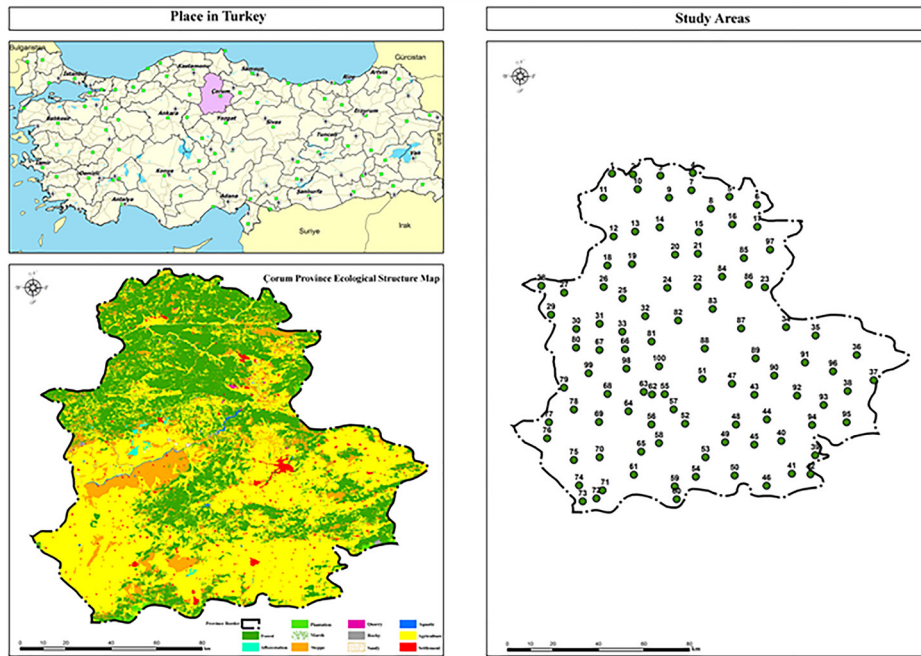 Place in Turkey
Study Areas
Bulgaristan
Gürcistan
İstanbul
Kastamonu
Samsun
Rize
Artvin
Çorum
Ankara
Yozgat
Sivas
Erzurum
Balıkesir
Tunceli
İran
Van
İzmir
Denizli
Konya
Antalya
Adana
Şanlıurfa
Suriye
Irak
Çorum Province Ecological Structure Map
Province Border
Plantation
Quarry
Aquatic
Forest
Marsh
Rocky
Agriculture
Afforestation
Steppe
Sandy
Settlement
0 10 20 40 60 80
km
4
11 10 9 7
8
12 13 14 15 16 17
18 19 20 21 85 97
27 26 25 24 22 84 86 23
29 30 31 32 33 82 83 87 34 35
80 67 66 81 88 89 91 36
99 98 100 51 47 90 96 37
79 68 63 62 55 43 92 93 38
78 69 64 57 56 52 48 44 94 95
77 76 65 58 49 45 40 39
75 70 61 53 54 50 46 41
74 73 72 71 59 60
0 10 20 40 60 80
Km